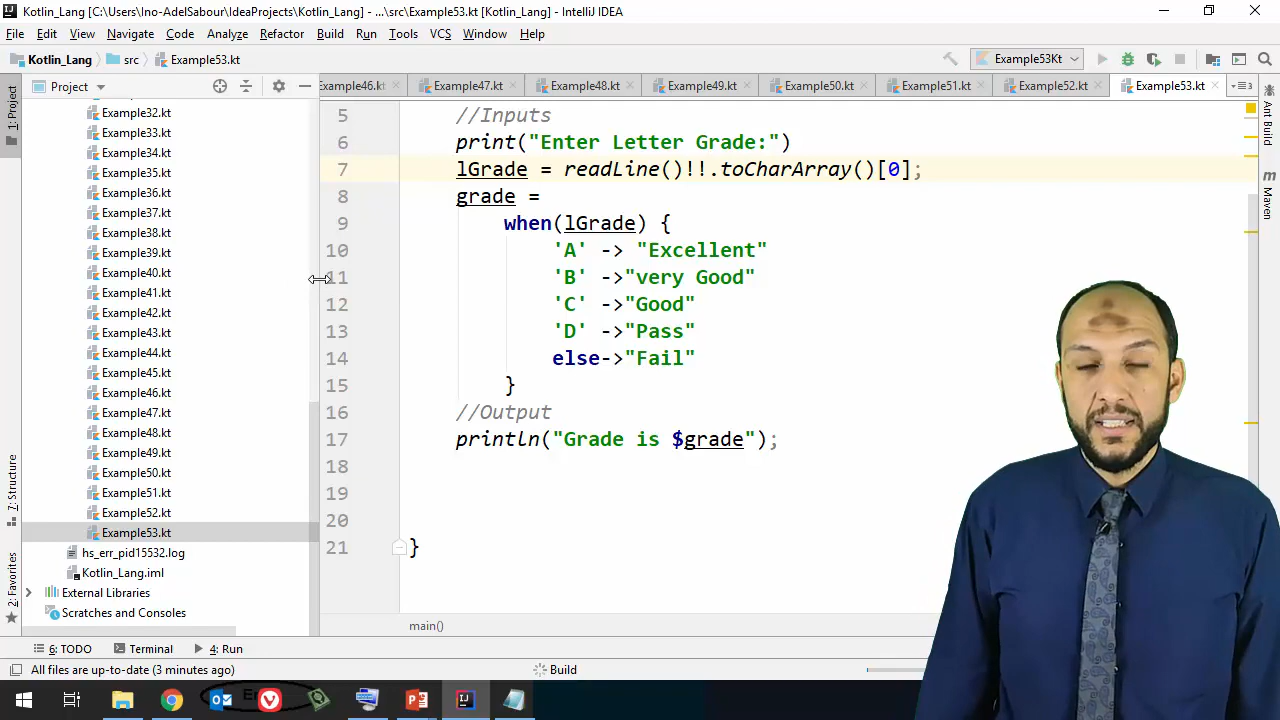 Kotlin_Lang [C:\Users\Ino-AdelSabour\IdeaProjects\Kotlin_Lang] - ...\src\Example53.kt [Kotlin_Lang] - IntelliJ IDEA
File Edit View Navigate Code Analyze Refactor Build Run Tools VCS Window Help
Kotlin_Lang src Example53.kt Example53Kt
Project Example46.kt Example47.kt Example48.kt Example49.kt Example50.kt Example51.kt Example52.kt Example53.kt 3
1: Project
7: Structure
2: Favorites
Example32.kt
Example33.kt
Example34.kt
Example35.kt
Example36.kt
Example37.kt
Example38.kt
Example39.kt
Example40.kt
Example41.kt
Example42.kt
Example43.kt
Example44.kt
Example45.kt
Example46.kt
Example47.kt
Example48.kt
Example49.kt
Example50.kt
Example51.kt
Example52.kt
Example53.kt
hs_err_pid15532.log
Kotlin_Lang.iml
External Libraries
Scratches and Consoles
5 //Inputs
6 print("Enter Letter Grade:")
7 lGrade = readLine()!!.toCharArray()[0];
8 grade =
9 when(lGrade) {
10 'A' -> "Excellent"
11 'B' ->"very Good"
12 'C' ->"Good"
13 'D' ->"Pass"
14 else->"Fail"
15 }
16 //Output
17 println("Grade is $grade");
18
19
20
21 }
main()
Ant Build
m Maven
6: TODO Terminal 4: Run
All files are up-to-date (3 minutes ago) Build